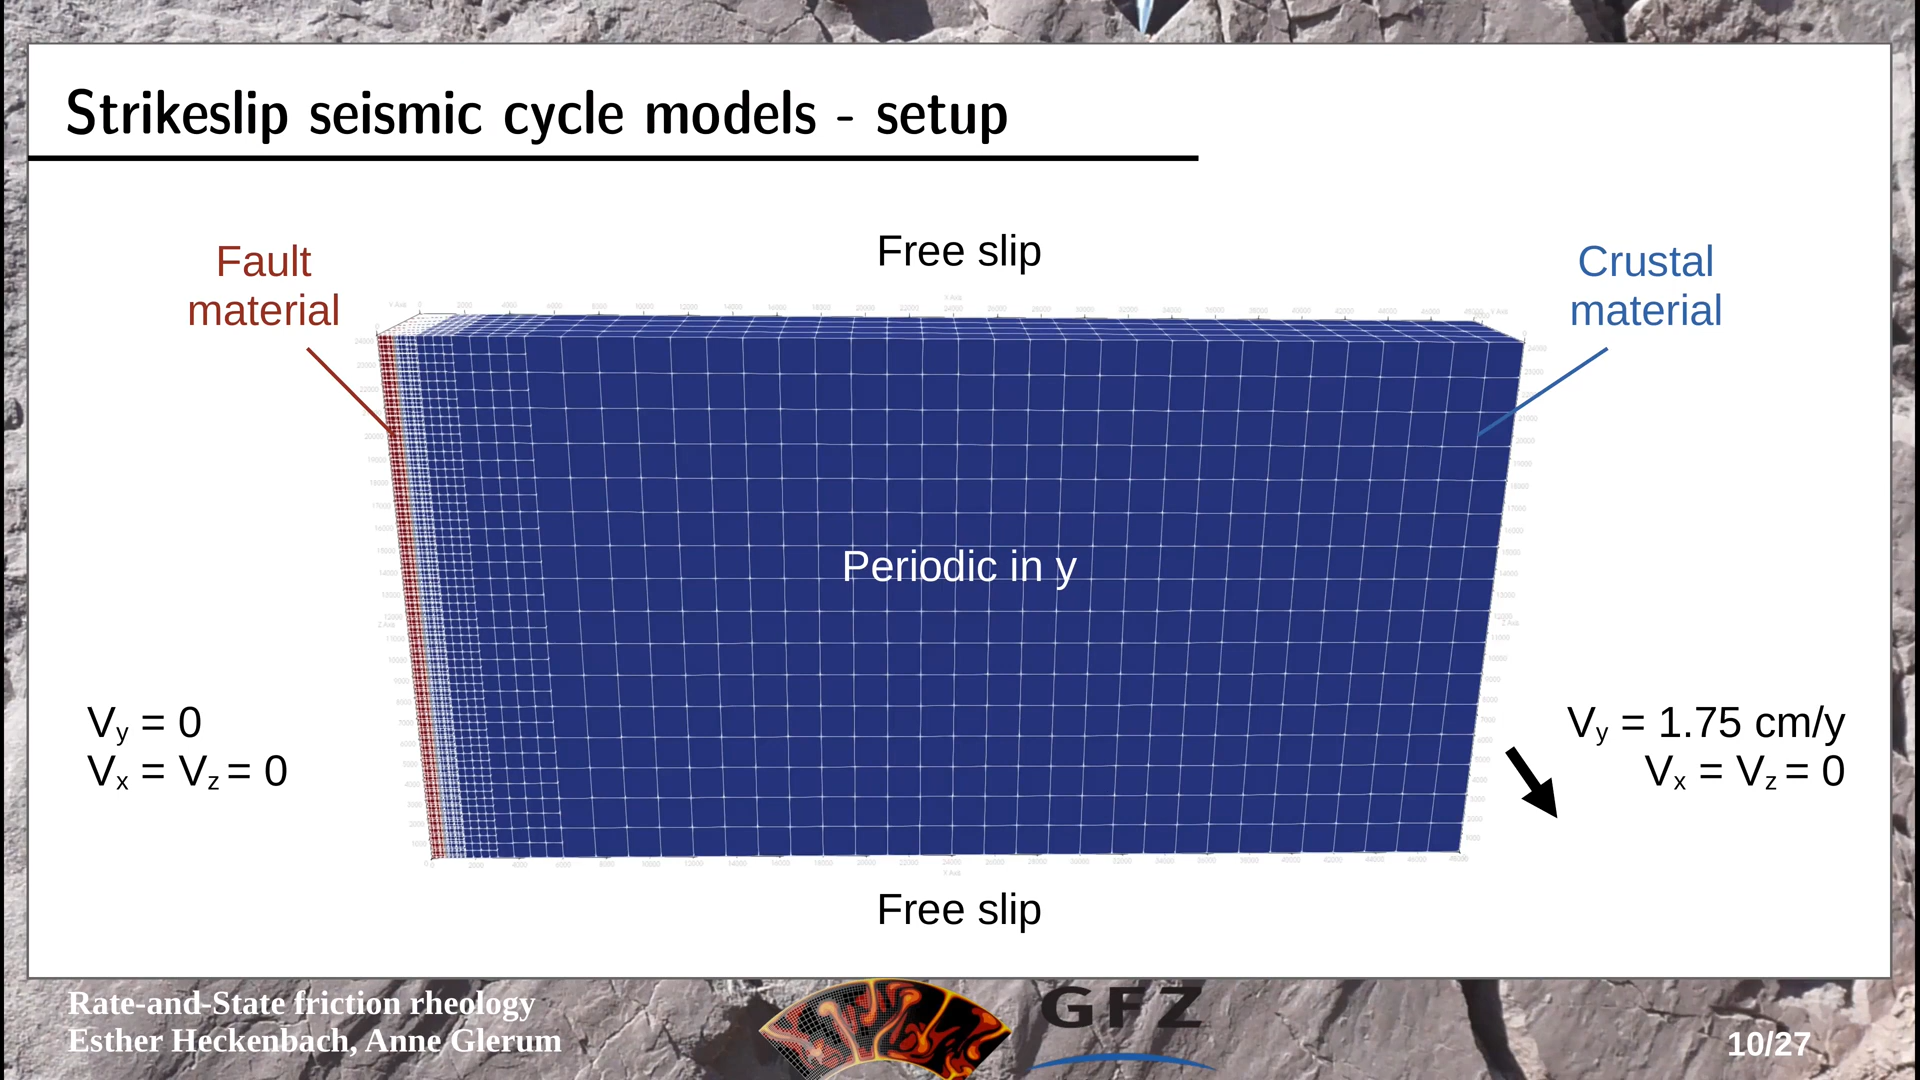 Strikeslip seismic cycle models - setup
Free slip
Fault
material
Crustal
material
Periodic in y
Vy = 0
Vx = Vz = 0
Vy = 1.75 cm/y
Vx = Vz = 0
Free slip
Rate-and-State friction rheology
Esther Heckenbach, Anne Glerum
GFZ
10/27